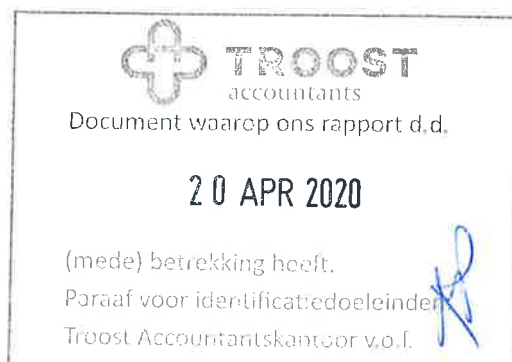 TROOST
accountants
Document waarop ons rapport d.d.
20 APR 2020
(mede) betrekking heeft.
Paraaf voor identificatiedoeleinden
Troost Accountantskantoor v.o.f.